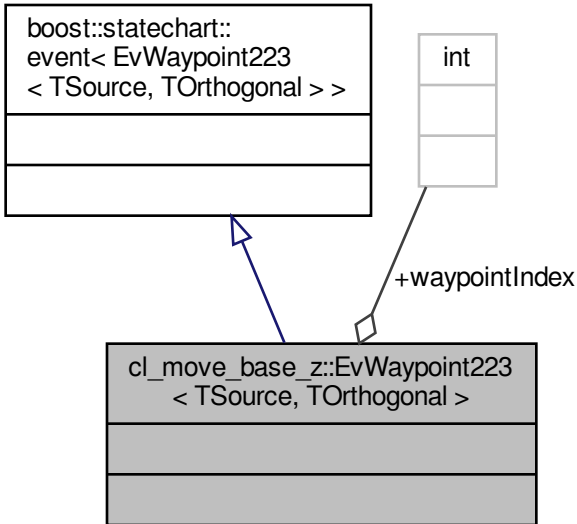 boost::statechart::
event< EvWaypoint223
< TSource, TOrthogonal > >
int
+waypointIndex
cl_move_base_z::EvWaypoint223
< TSource, TOrthogonal >